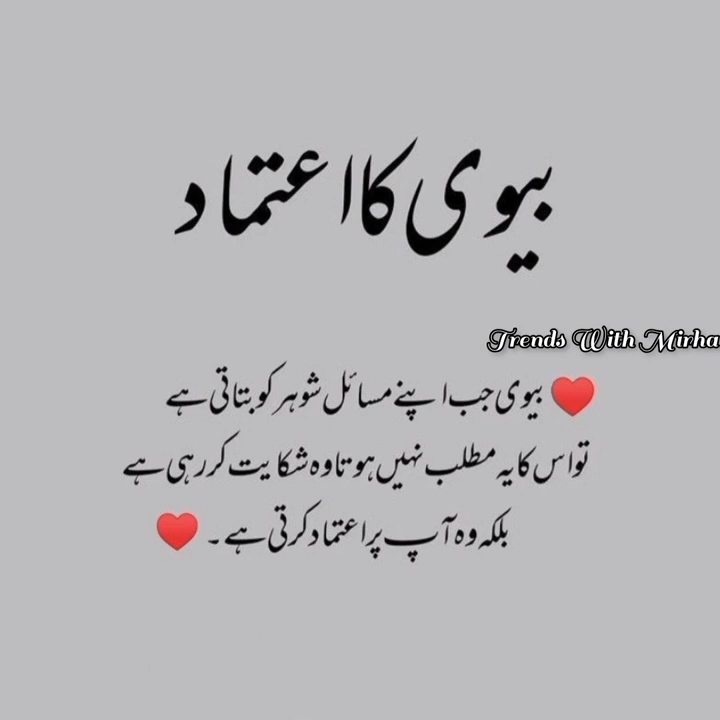 بیوی کا اعتماد
Trends With Mirha
♥️ بیوی جب اپنے مسائل شوہر کو بتاتی ہے
تو اس کا یہ مطلب نہیں ہوتا وہ شکایت کر رہی ہے
بلکہ وہ آپ پر اعتماد کرتی ہے۔ ♥️